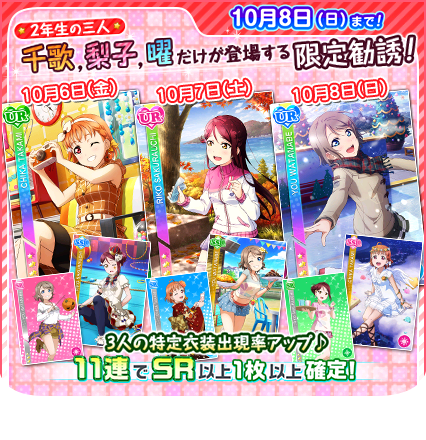 10月8日(日)まで!
★2年生の三人★
千歌,梨子,曜だけが登場する限定勧誘!
10月6日(金) 10月7日(土) 10月8日(日)
UR UR UR
CHIKA TAKAMI RIKO SAKURAUCHI YOU WATANABE
3人の特定衣装出現率アップ♪
11連でSR以上1枚以上確定!